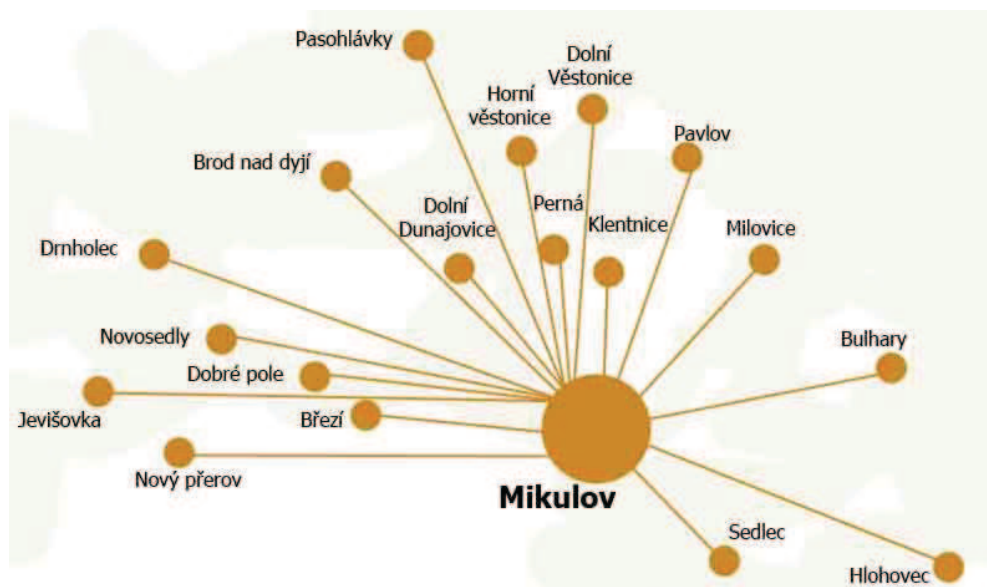 Pasohlávky
Dolní
Věstonice
Horní
věstonice
Pavlov
Brod nad dyjí
Dolní
Dunajovice
Perná
Klentnice
Milovice
Drnholec
Novosedly
Bulhary
Dobré pole
Jevišovka
Březí
Nový přerov
Mikulov
Sedlec
Hlohovec